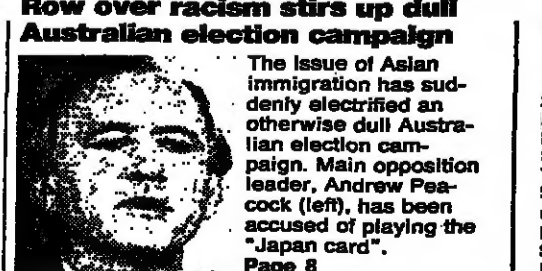 Row over racism stirs up dull
Australian election campaign
The issue of Asian
immigration has sud-
denly electrified an
otherwise dull Austra-
lian election cam-
paign. Main opposition
leader, Andrew Pea-
cock (left), has been
accused of playing the
"Japan card".
Page 8